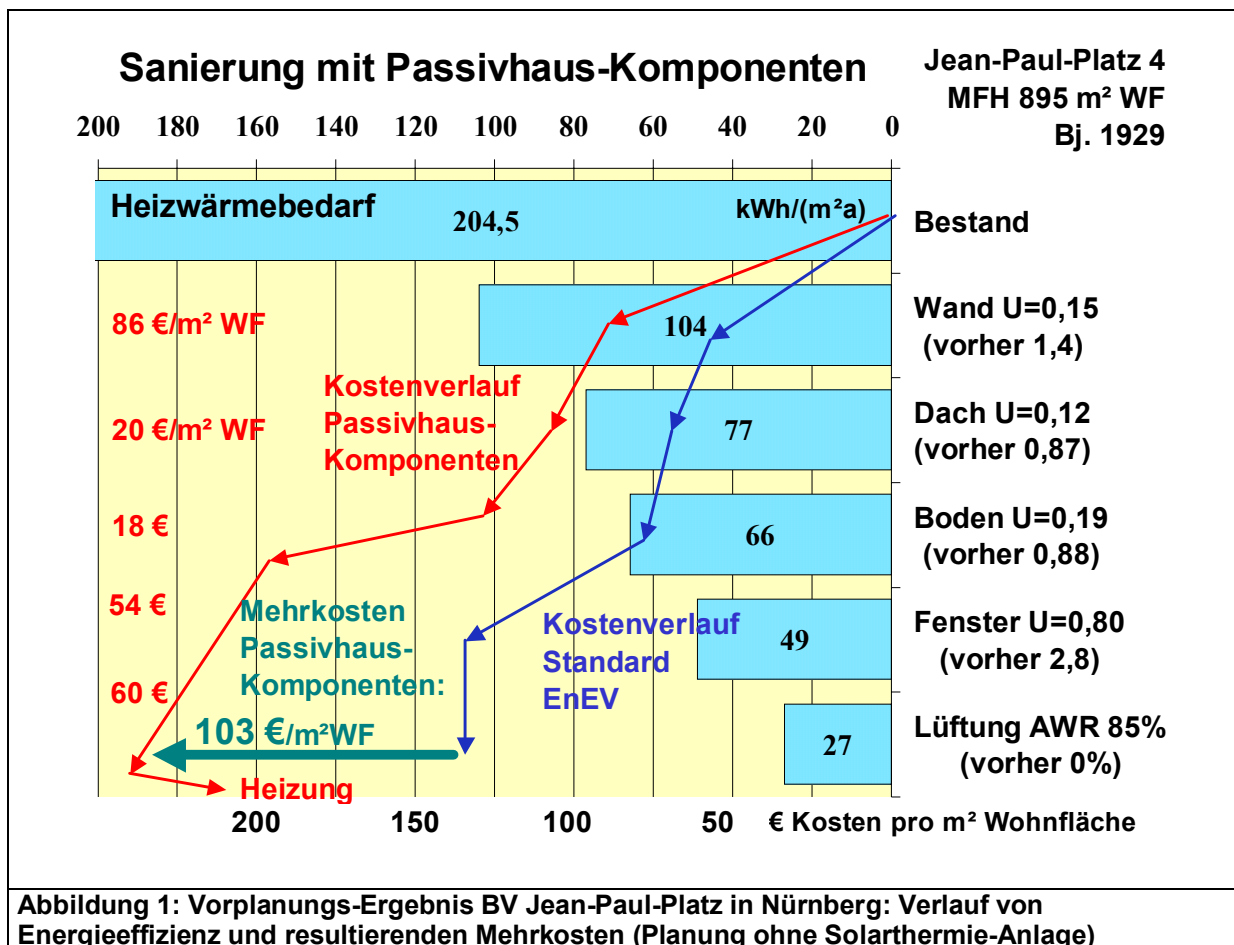 Sanierung mit Passivhaus-Komponenten
Jean-Paul-Platz 4
MFH 895 m² WF
Bj. 1929
200 180 160 140 120 100 80 60 40 20 0
Heizwärmebedarf
204,5
kWh/(m²a)
Bestand
86 €/m² WF
104
Wand U=0,15
(vorher 1,4)
Kostenverlauf
Passivhaus-
Komponenten
20 €/m² WF
77
Dach U=0,12
(vorher 0,87)
18 €
66
Boden U=0,19
(vorher 0,88)
54 €
Mehrkosten
Passivhaus-
Komponenten:
103 €/m²WF
Kostenverlauf
Standard
EnEV
49
Fenster U=0,80
(vorher 2,8)
60 €
27
Lüftung AWR 85%
(vorher 0%)
Heizung
200 150 100 50 € Kosten pro m² Wohnfläche
Abbildung 1: Vorplanungs-Ergebnis BV Jean-Paul-Platz in Nürnberg: Verlauf von
Energieeffizienz und resultierenden Mehrkosten (Planung ohne Solarthermie-Anlage)